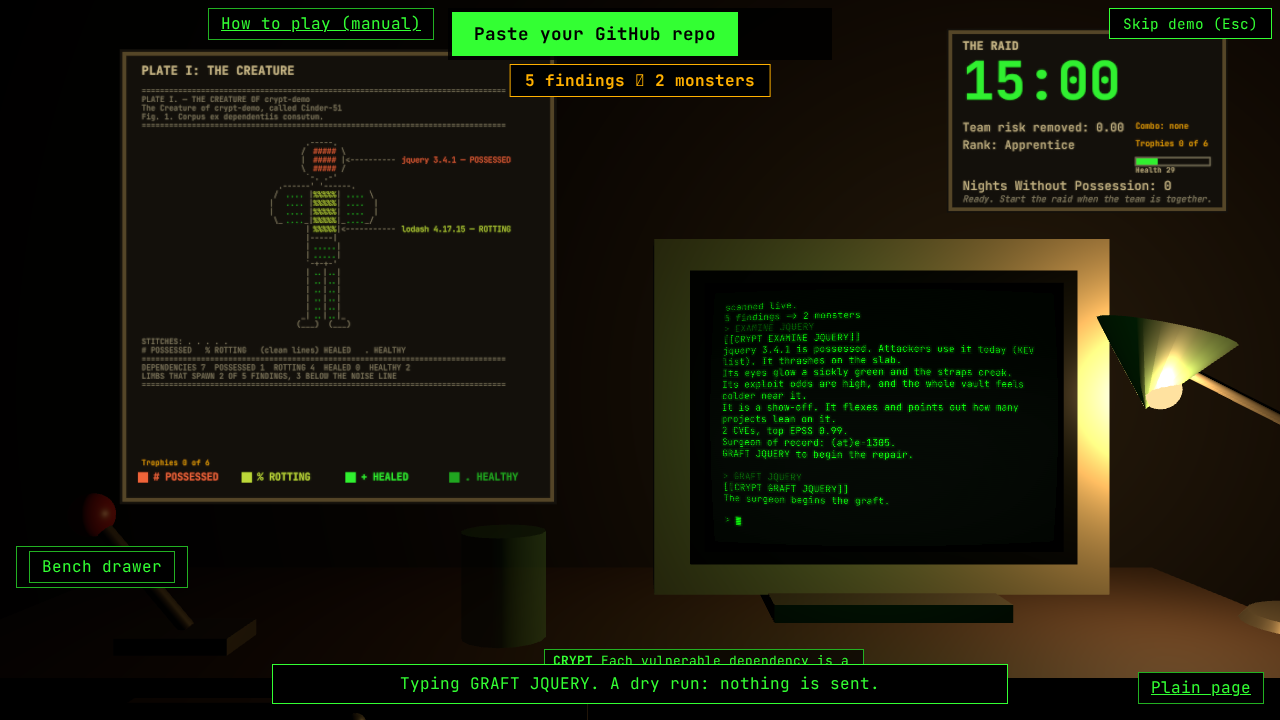 How to play (manual)
Paste your GitHub repo
Skip demo (Esc)
5 findings 2 monsters
PLATE I: THE CREATURE
PLATE I. — THE CREATURE OF crypt-demo
The Creature of crypt-demo, called Cinder-51
Fig. 1. Corpus ex dependentiis consutum.
jquery 3.4.1 — POSSESSED
lodash 4.17.15 — ROTTING
STITCHES: . . . . .
# POSSESSED % ROTTING (clean lines) HEALED . HEALTHY
DEPENDENCIES 7 POSSESSED 1 ROTTING 4 HEALED 0 HEALTHY 2
LIMBS THAT SPAWN 2 OF 5 FINDINGS, 3 BELOW THE NOISE LINE
Trophies 0 of 6
# POSSESSED % ROTTING + HEALED . HEALTHY
THE RAID
15:00
Team risk removed: 0.00
Combo: none
Rank: Apprentice
Trophies 0 of 6
Health 29
Nights Without Possession: 0
Ready. Start the raid when the team is together.
scanned live.
5 findings -> 2 monsters
> EXAMINE JQUERY
[[CRYPT EXAMINE JQUERY]]
jquery 3.4.1 is possessed. Attackers use it today (KEV
list). It thrashes on the slab.
Its eyes glow a sickly green and the straps creak.
Its exploit odds are high, and the whole vault feels
colder near it.
It is a show-off. It flexes and points out how many
projects lean on it.
2 CVEs, top EPSS 0.99.
Surgeon of record: (at)e-1305.
GRAFT JQUERY to begin the repair.
> GRAFT JQUERY
[[CRYPT GRAFT JQUERY]]
The surgeon begins the graft.
>
Bench drawer
CRYPT Each vulnerable dependency is a
Typing GRAFT JQUERY. A dry run: nothing is sent.
Plain page